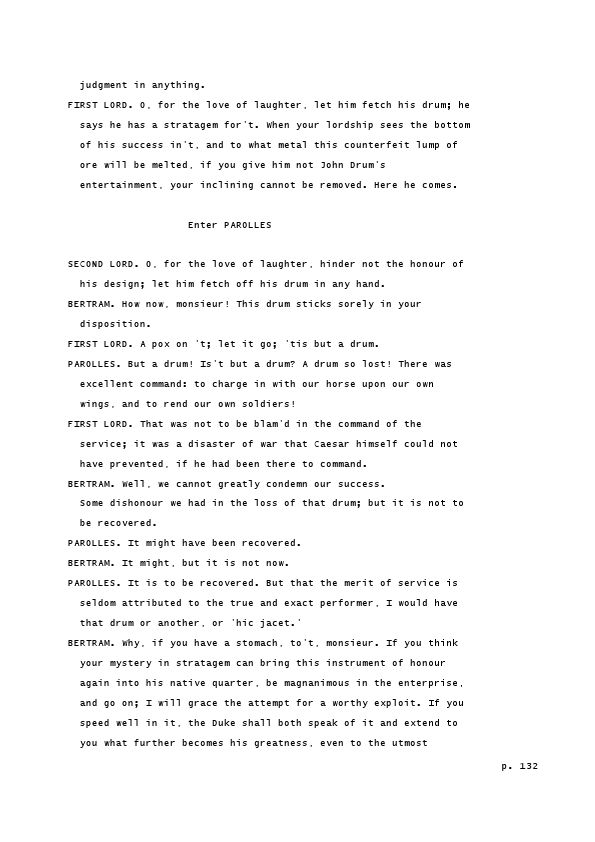 judgment in anything.
FIRST LORD. O, for the love of laughter, let him fetch his drum; he
says he has a stratagem for't. When your lordship sees the bottom
of his success in't, and to what metal this counterfeit lump of
ore will be melted, if you give him not John Drum's
entertainment, your inclining cannot be removed. Here he comes.
Enter PAROLLES
SECOND LORD. O, for the love of laughter, hinder not the honour of
his design; let him fetch off his drum in any hand.
BERTRAM. How now, monsieur! This drum sticks sorely in your
disposition.
FIRST LORD. A pox on 't; let it go; 'tis but a drum.
PAROLLES. But a drum! Is't but a drum? A drum so lost! There was
excellent command: to charge in with our horse upon our own
wings, and to rend our own soldiers!
FIRST LORD. That was not to be blam'd in the command of the
service; it was a disaster of war that Caesar himself could not
have prevented, if he had been there to command.
BERTRAM. Well, we cannot greatly condemn our success.
Some dishonour we had in the loss of that drum; but it is not to
be recovered.
PAROLLES. It might have been recovered.
BERTRAM. It might, but it is not now.
PAROLLES. It is to be recovered. But that the merit of service is
seldom attributed to the true and exact performer, I would have
that drum or another, or 'hic jacet.'
BERTRAM. Why, if you have a stomach, to't, monsieur. If you think
your mystery in stratagem can bring this instrument of honour
again into his native quarter, be magnanimous in the enterprise,
and go on; I will grace the attempt for a worthy exploit. If you
speed well in it, the Duke shall both speak of it and extend to
you what further becomes his greatness, even to the utmost
p. 132